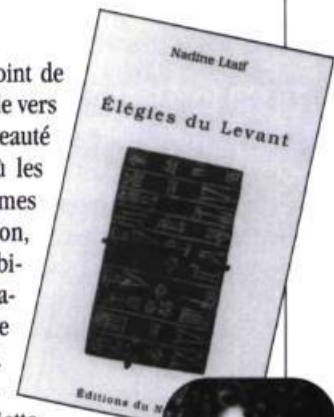 oint de
e vers
eauté
ù les
mes
on,
bi-
a-
e
Nadine Ltaif
Élégies du Levant
Éditions du N